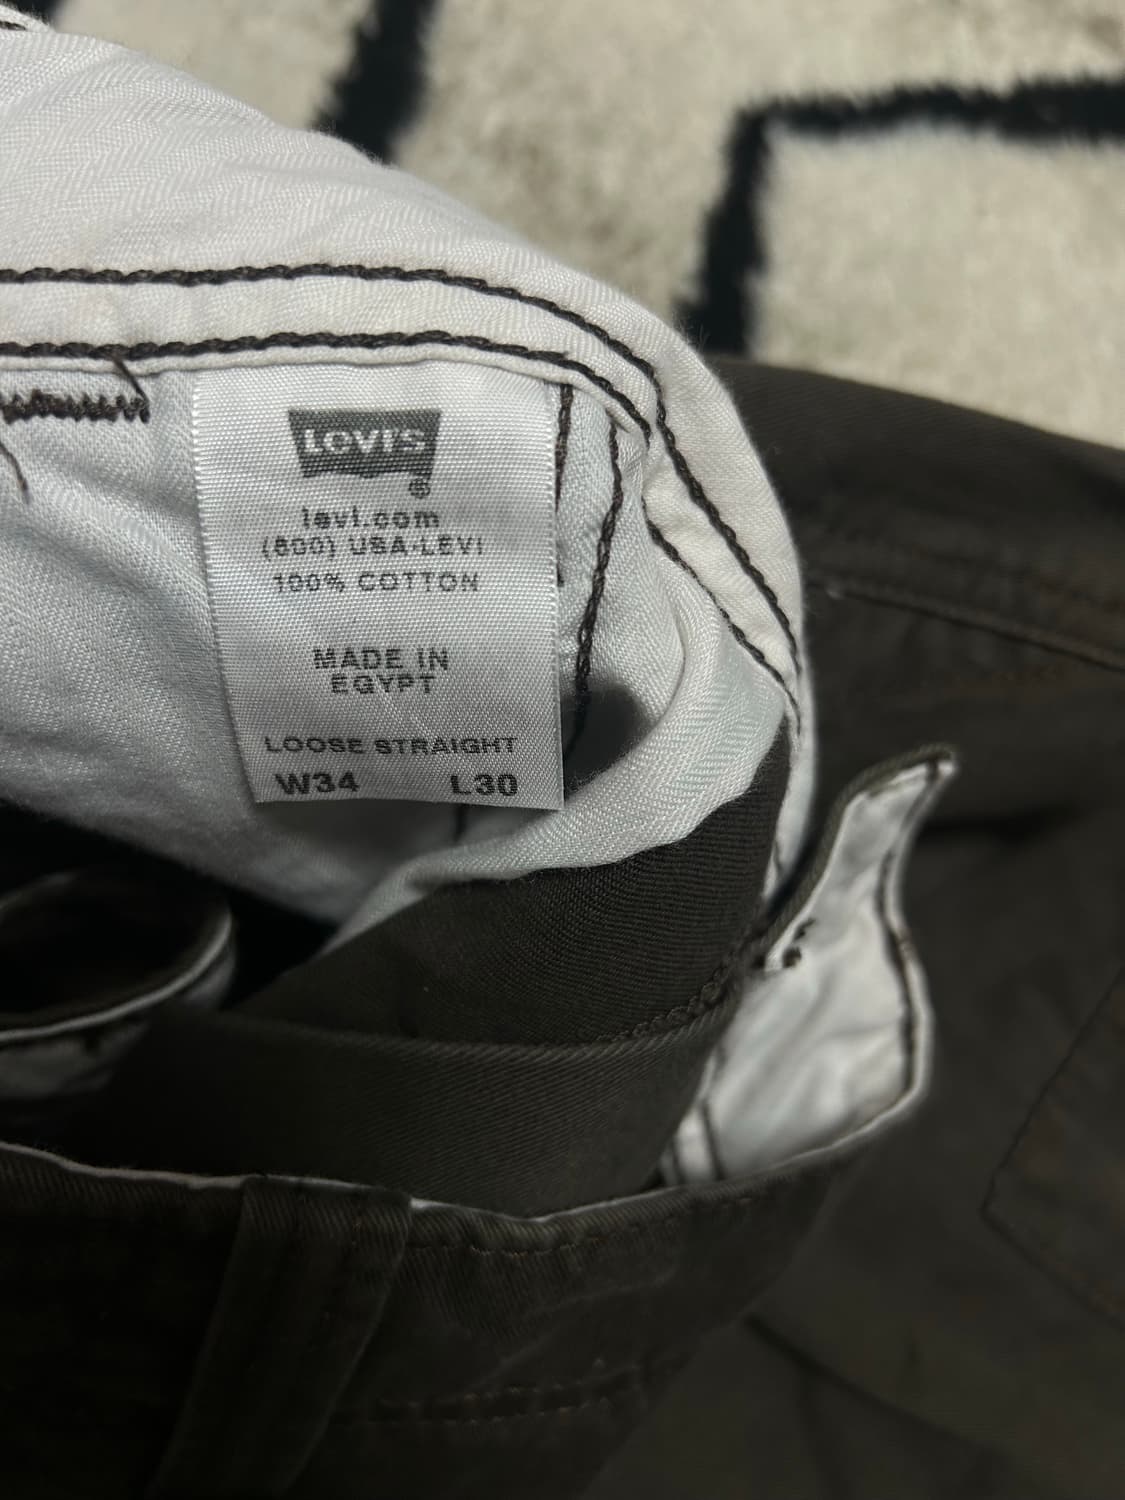 LEVI'S
®
levi.com
(800) USA-LEVI
100% COTTON
MADE IN
EGYPT
LOOSE STRAIGHT
W34 L30